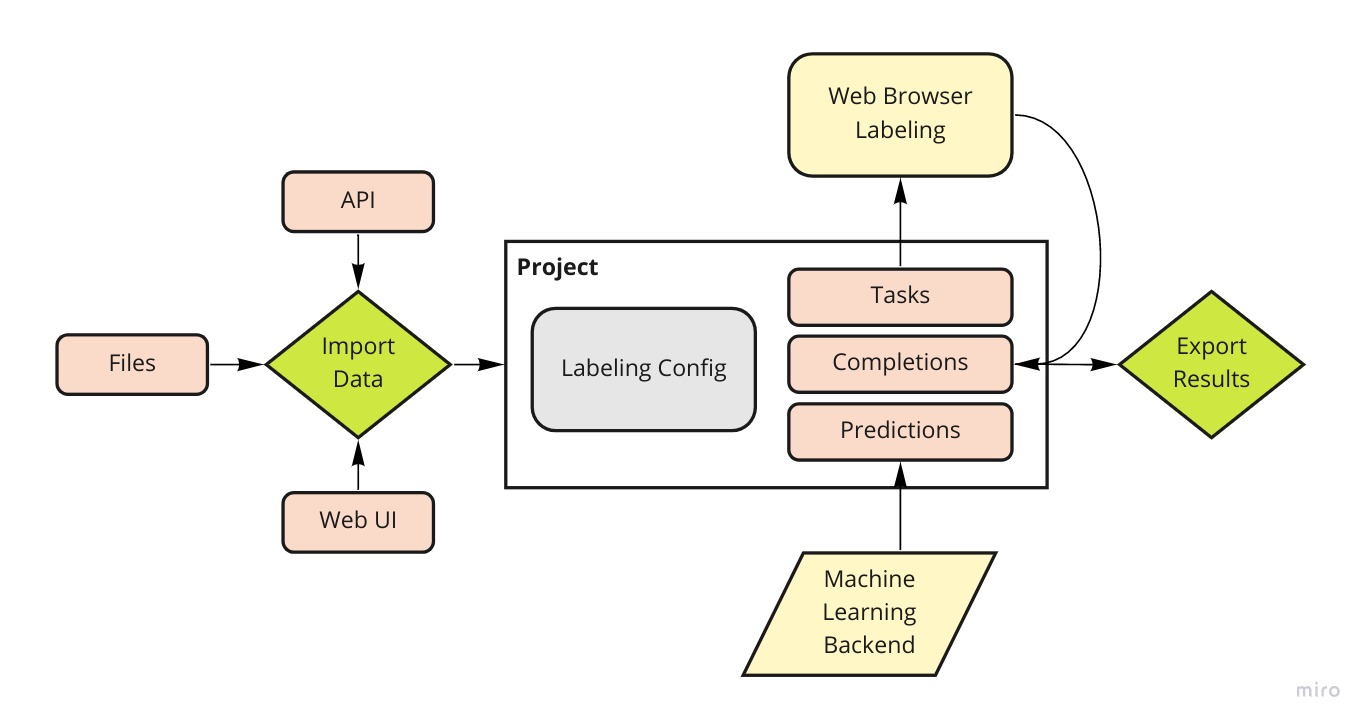 Web Browser
Labeling
API
Project
Tasks
Files
Import
Data
Labeling Config
Completions
Export
Results
Predictions
Web UI
Machine
Learning
Backend
miro